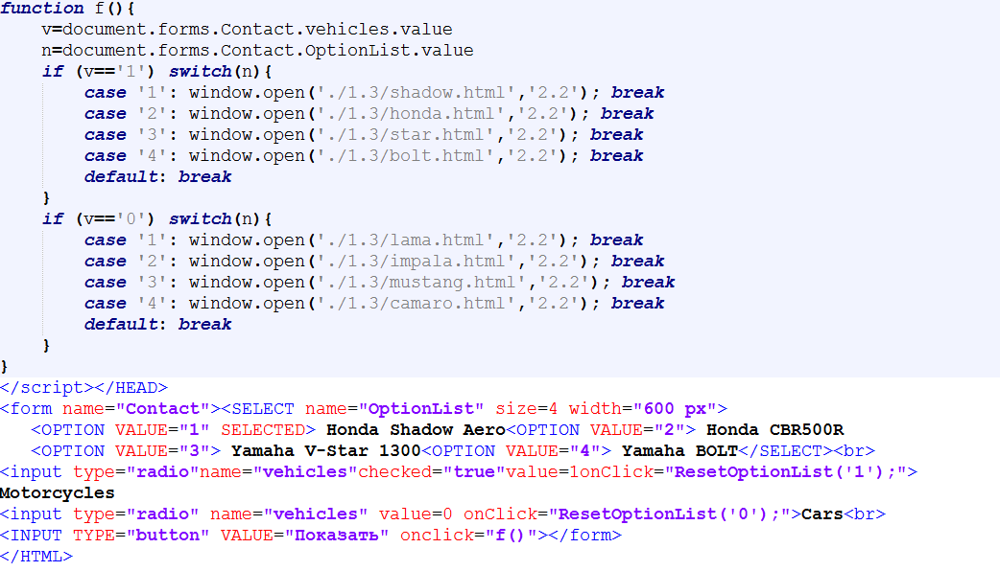 function f(){
    v=document.forms.Contact.vehicles.value
    n=document.forms.Contact.OptionList.value
    if (v=='1') switch(n){
        case '1': window.open('./1.3/shadow.html','2.2'); break
        case '2': window.open('./1.3/honda.html','2.2'); break
        case '3': window.open('./1.3/star.html','2.2'); break
        case '4': window.open('./1.3/bolt.html','2.2'); break
        default: break
    }
    if (v=='0') switch(n){
        case '1': window.open('./1.3/lama.html','2.2'); break
        case '2': window.open('./1.3/impala.html','2.2'); break
        case '3': window.open('./1.3/mustang.html','2.2'); break
        case '4': window.open('./1.3/camaro.html','2.2'); break
        default: break
    }
}
</script></HEAD>
<form name="Contact"><SELECT name="OptionList" size=4 width="600 px">
   <OPTION VALUE="1" SELECTED> Honda Shadow Aero<OPTION VALUE="2"> Honda CBR500R
   <OPTION VALUE="3"> Yamaha V-Star 1300<OPTION VALUE="4"> Yamaha BOLT</SELECT><br>
<input type="radio"name="vehicles"checked="true"value=1onClick="ResetOptionList('1');">
Motorcycles
<input type="radio" name="vehicles" value=0 onClick="ResetOptionList('0');">Cars<br>
<INPUT TYPE="button" VALUE="Показать" onclick="f()"></form>
</HTML>